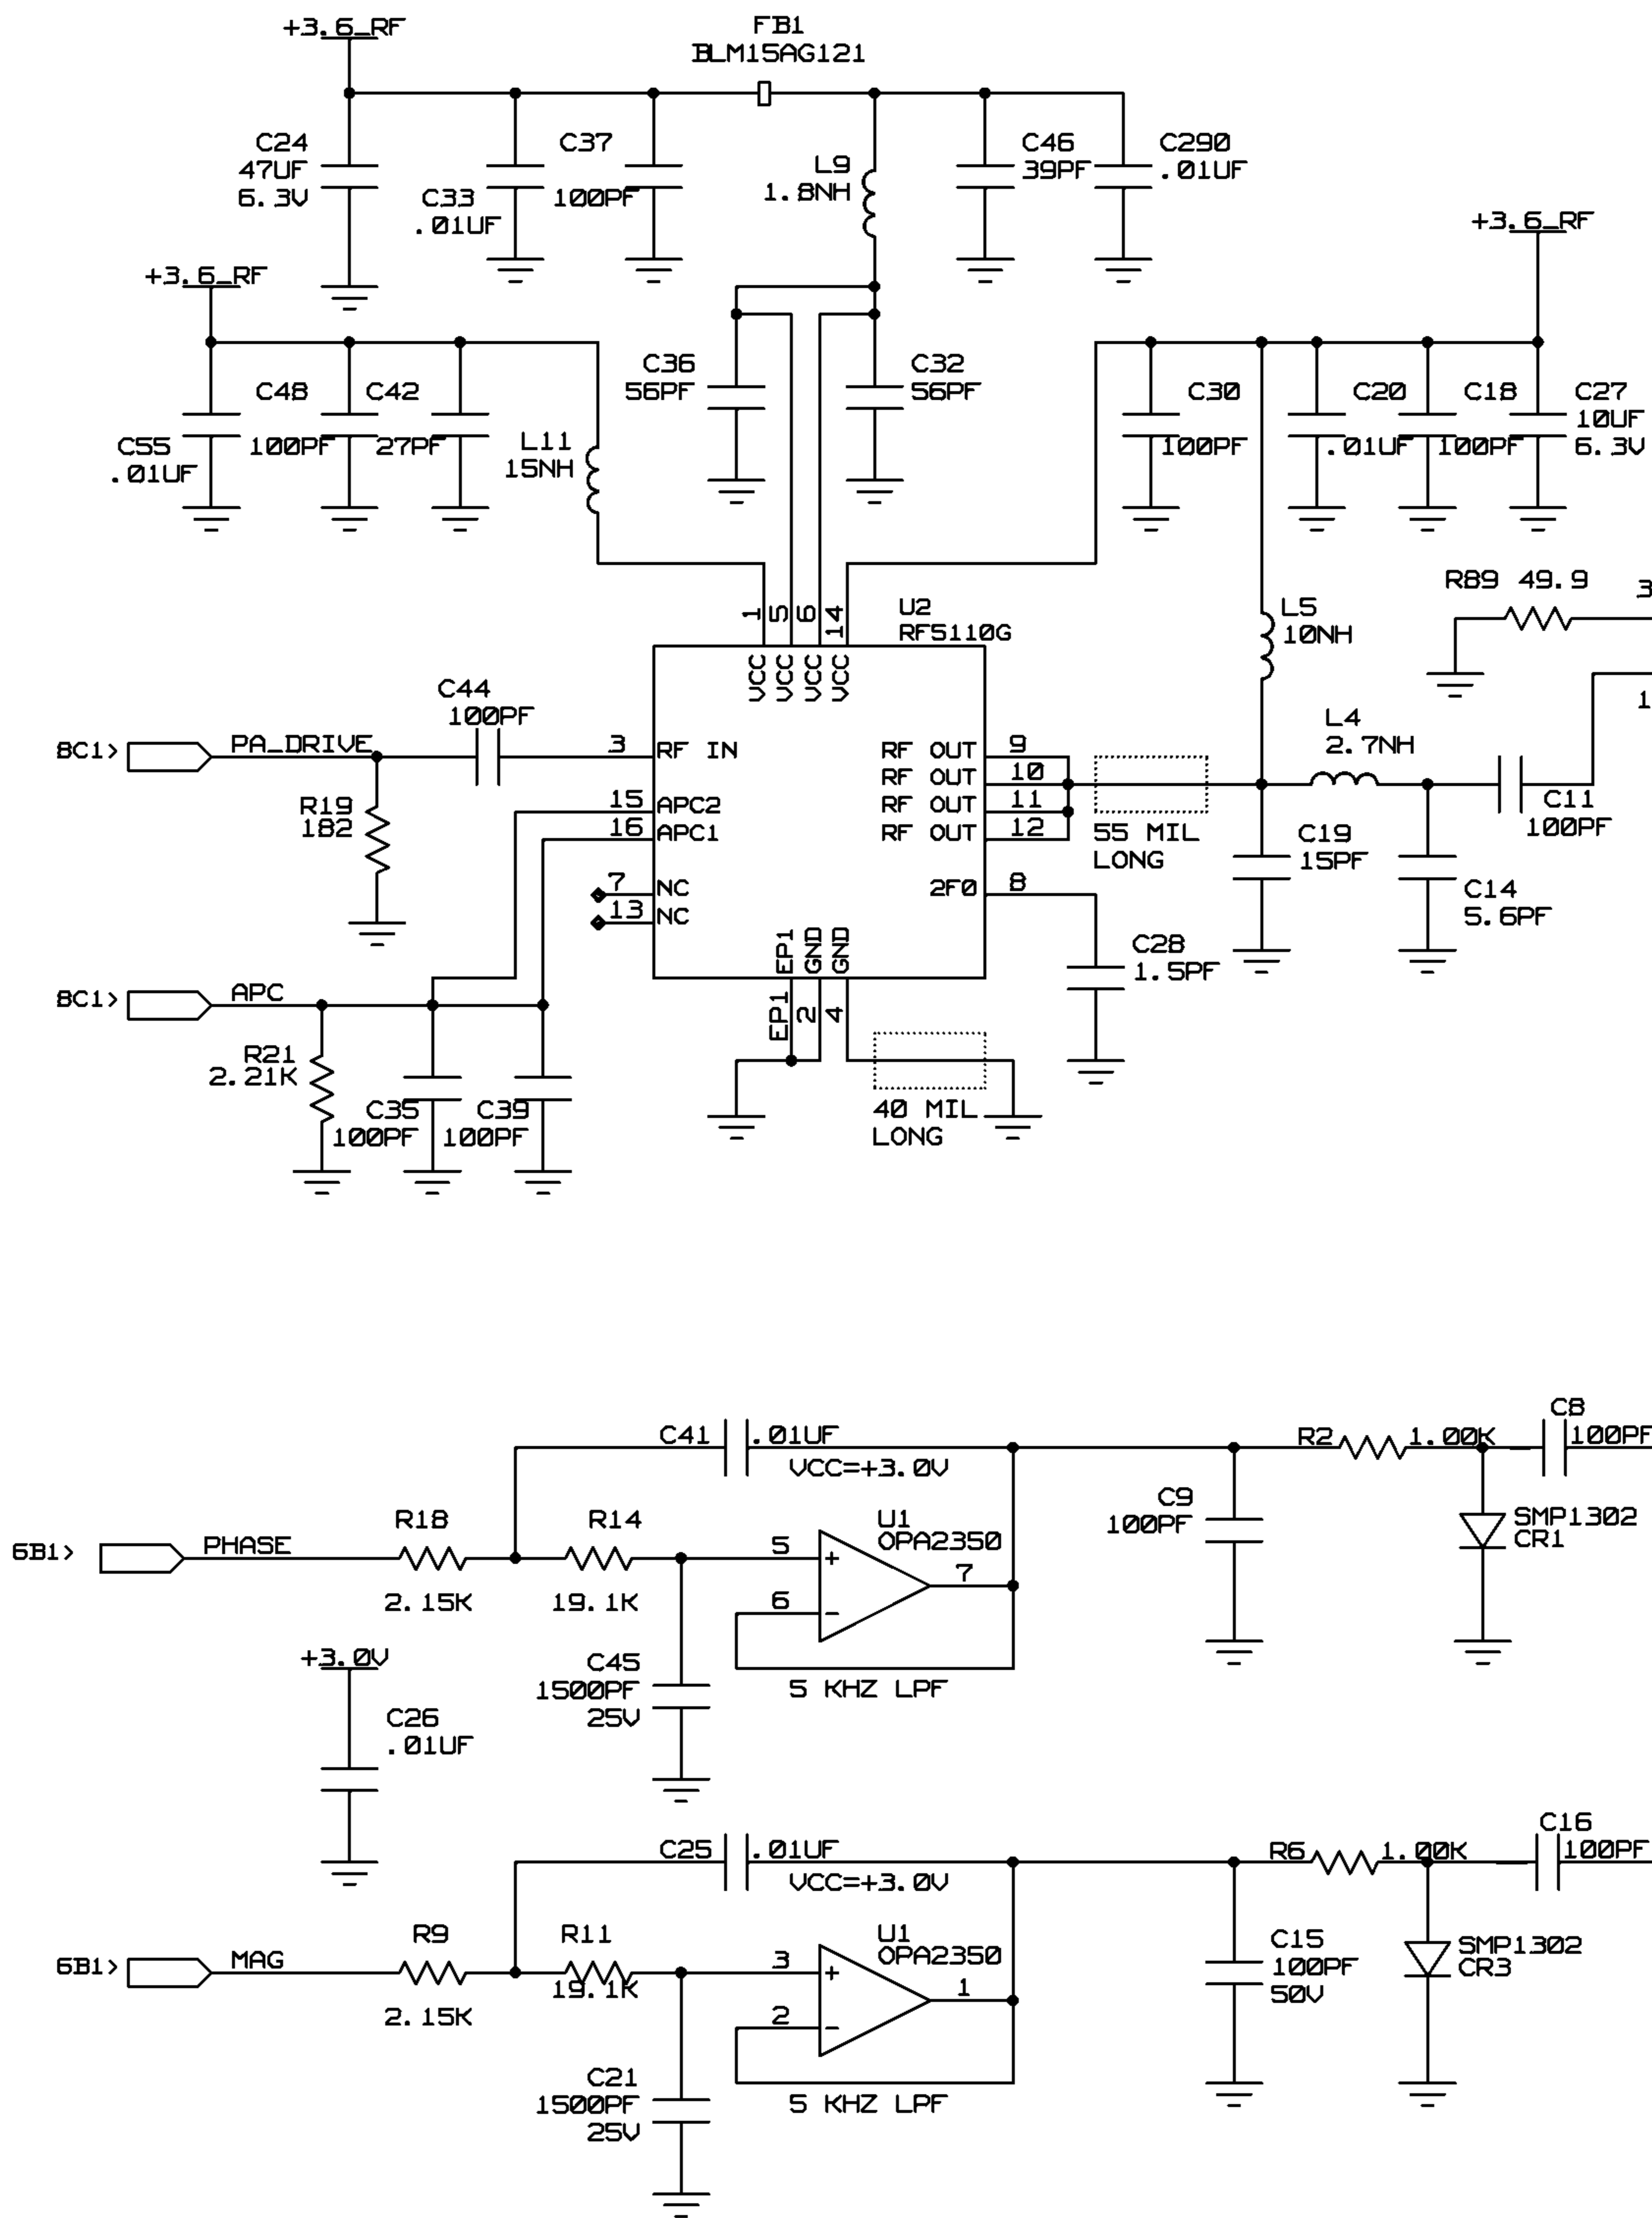 +3.6_RF
FB1
BLM15AG121
C24
47UF
6.3V
C33
.01UF
C37
100PF
L9
1.8NH
C46
39PF
C290
.01UF
+3.6_RF
+3.6_RF
C55
.01UF
C48
100PF
C42
27PF
L11
15NH
C36
56PF
C32
56PF
C30
100PF
C20
.01UF
C18
100PF
C27
10UF
6.3V
R89 49.9
3
1
1
5
6
14
U2
RF5110G
L5
10NH
VCC
VCC
VCC
VCC
C44
100PF
L4
2.7NH
8C1>
PA_DRIVE
3
RF IN
RF OUT
9
RF OUT
10
RF OUT
11
RF OUT
12
15
APC2
16
APC1
R19
182
55 MIL
LONG
C11
100PF
C19
15PF
7
NC
13
NC
2F0
8
C14
5.6PF
EP1
GND
GND
C28
1.5PF
8C1>
APC
EP1
2
4
R21
2.21K
C35
100PF
C39
100PF
40 MIL
LONG
C41
.01UF
VCC=+3.0V
R2
1.00K
C8
100PF
C9
100PF
SMP1302
CR1
6B1>
PHASE
R18
2.15K
R14
19.1K
5
6
+
-
U1
OPA2350
7
5 KHZ LPF
+3.0V
C26
.01UF
C45
1500PF
25V
C25
.01UF
VCC=+3.0V
R6
1.00K
C16
100PF
6B1>
MAG
R9
2.15K
R11
19.1K
3
2
+
-
U1
OPA2350
1
5 KHZ LPF
C15
100PF
50V
SMP1302
CR3
C21
1500PF
25V